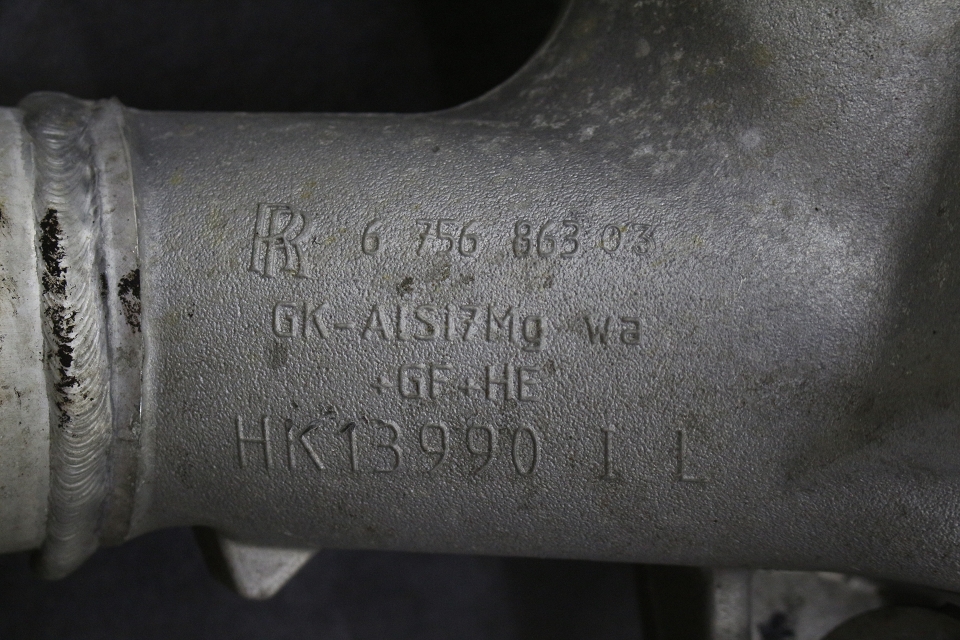 RR 6 756 863 03
GK-AlSi7Mg wa
+GF+HE
HK13990 I L